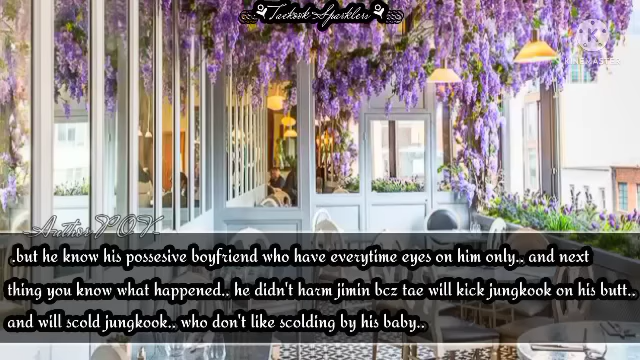 Taekook Sparklers
KINEMASTER
Author POV
.but he know his possesive boyfriend who have everytime eyes on him only.. and next
thing you know what happened.. he didn't harm jimin bcz tae will kick jungkook on his butt..
and will scold jungkook.. who don't like scolding by his baby..